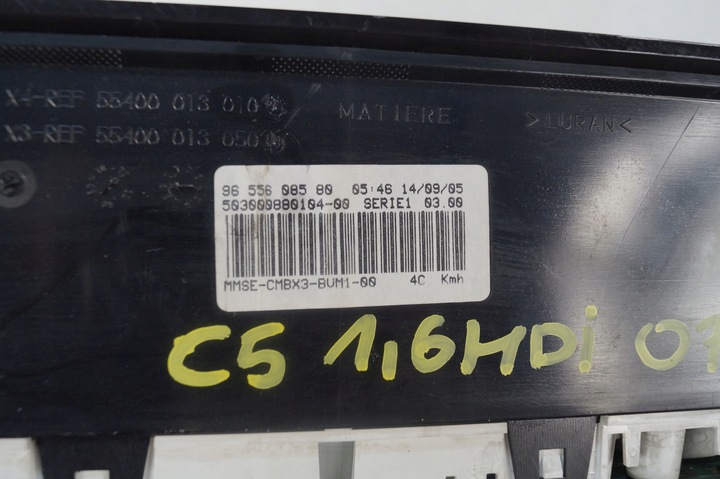 X4-REF 55400 013 010
MATIERE
>LURAN<
X3-REF 55400 013 050
96 556 085 80 05:46 14/09/05
503000880104-00 SERIE1 03.00
MMSE-CMBX3-BVM1-00 4C Kmh
C5 1,6HDi 07